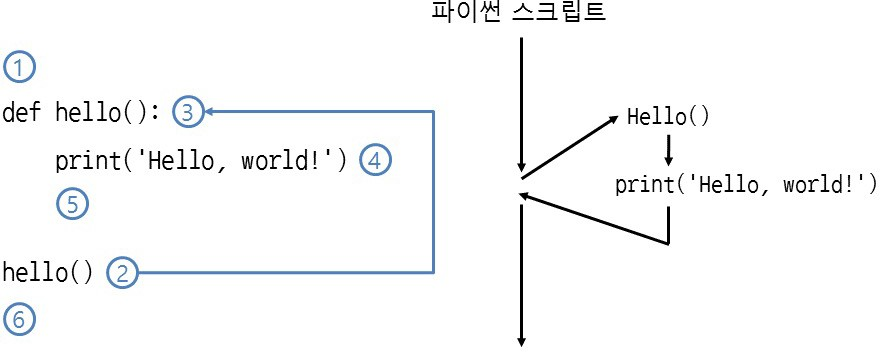 파이썬 스크립트
①
def hello(): ③
print('Hello, world!') ④
⑤
hello() ②
⑥
Hello()
print('Hello, world!')